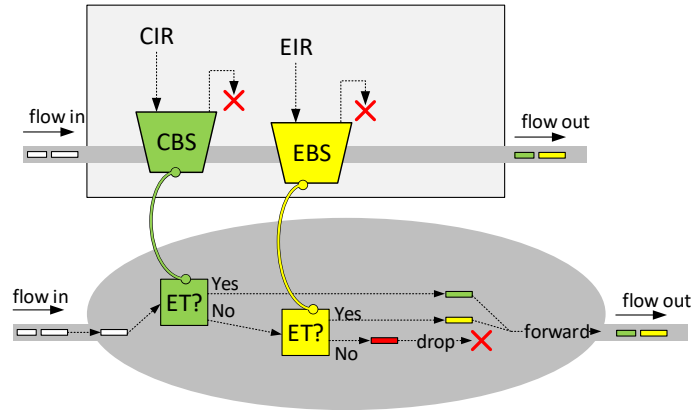 CIR
EIR
flow in
CBS
EBS
flow out
flow in
ET?
Yes
No
ET?
Yes
No
drop
forward
flow out